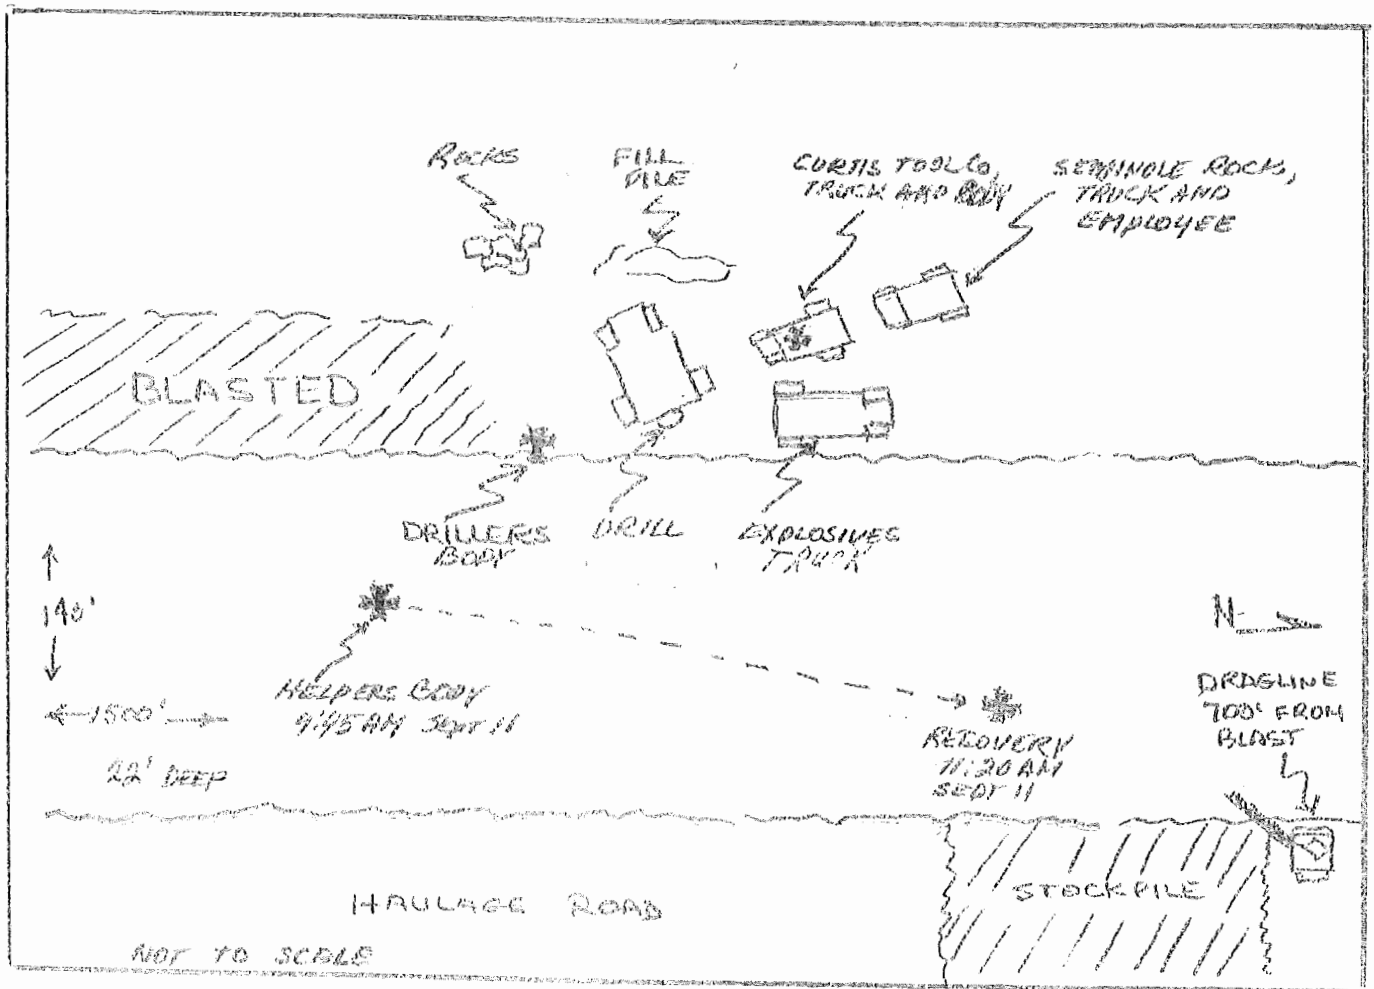 ROCKS
FILL
PILE
CURTIS TOOL CO,
TRUCK AND BODY
SEMINOLE ROCK,
TRUCK AND
EMPLOYEE
BLASTED
DRILLERS
BODY
DRILL
EXPLOSIVES
TRUCK
140'
N
HELPERS BODY
9:45 AM SEPT 11
DRAGLINE
700' FROM
BLAST
1500'
RECOVERY
11:20 AM
SEPT 11
22' DEEP
STOCKPILE
HAULAGE ROAD
NOT TO SCALE